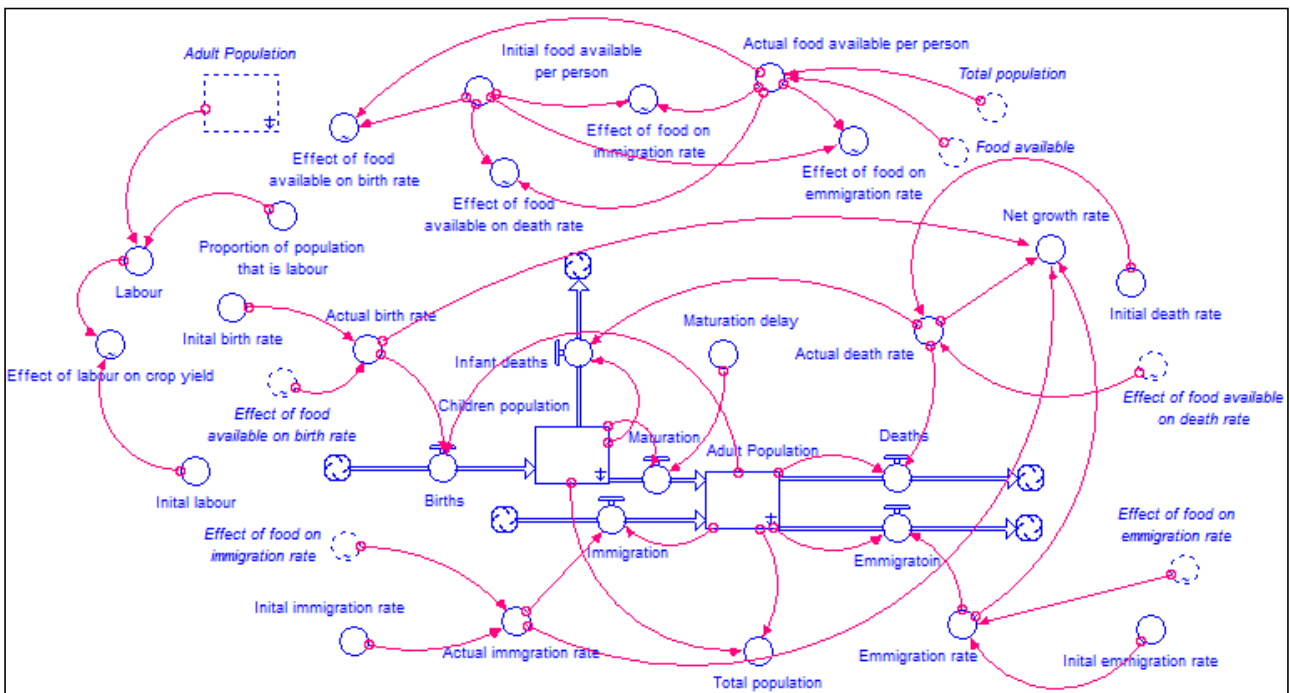 Adult Population
Initial food available
per person
Actual food available per person
Total population
Food available
Effect of food
available on birth rate
Effect of food on
immigration rate
Effect of food on
emmigration rate
Effect of food
available on death rate
Net growth rate
Proportion of population
that is labour
Labour
Inital birth rate
Actual birth rate
Maturation delay
Initial death rate
Infant deaths
Actual death rate
Effect of labour on crop yield
Effect of food
available on birth rate
Children population
Effect of food available
on death rate
Maturation
Adult Population
Deaths
Inital labour
Births
Effect of food on
immigration rate
Immigration
Emmigratoin
Effect of food on
emmigration rate
Inital immigration rate
Actual immgration rate
Total population
Emmigration rate
Inital emmigration rate